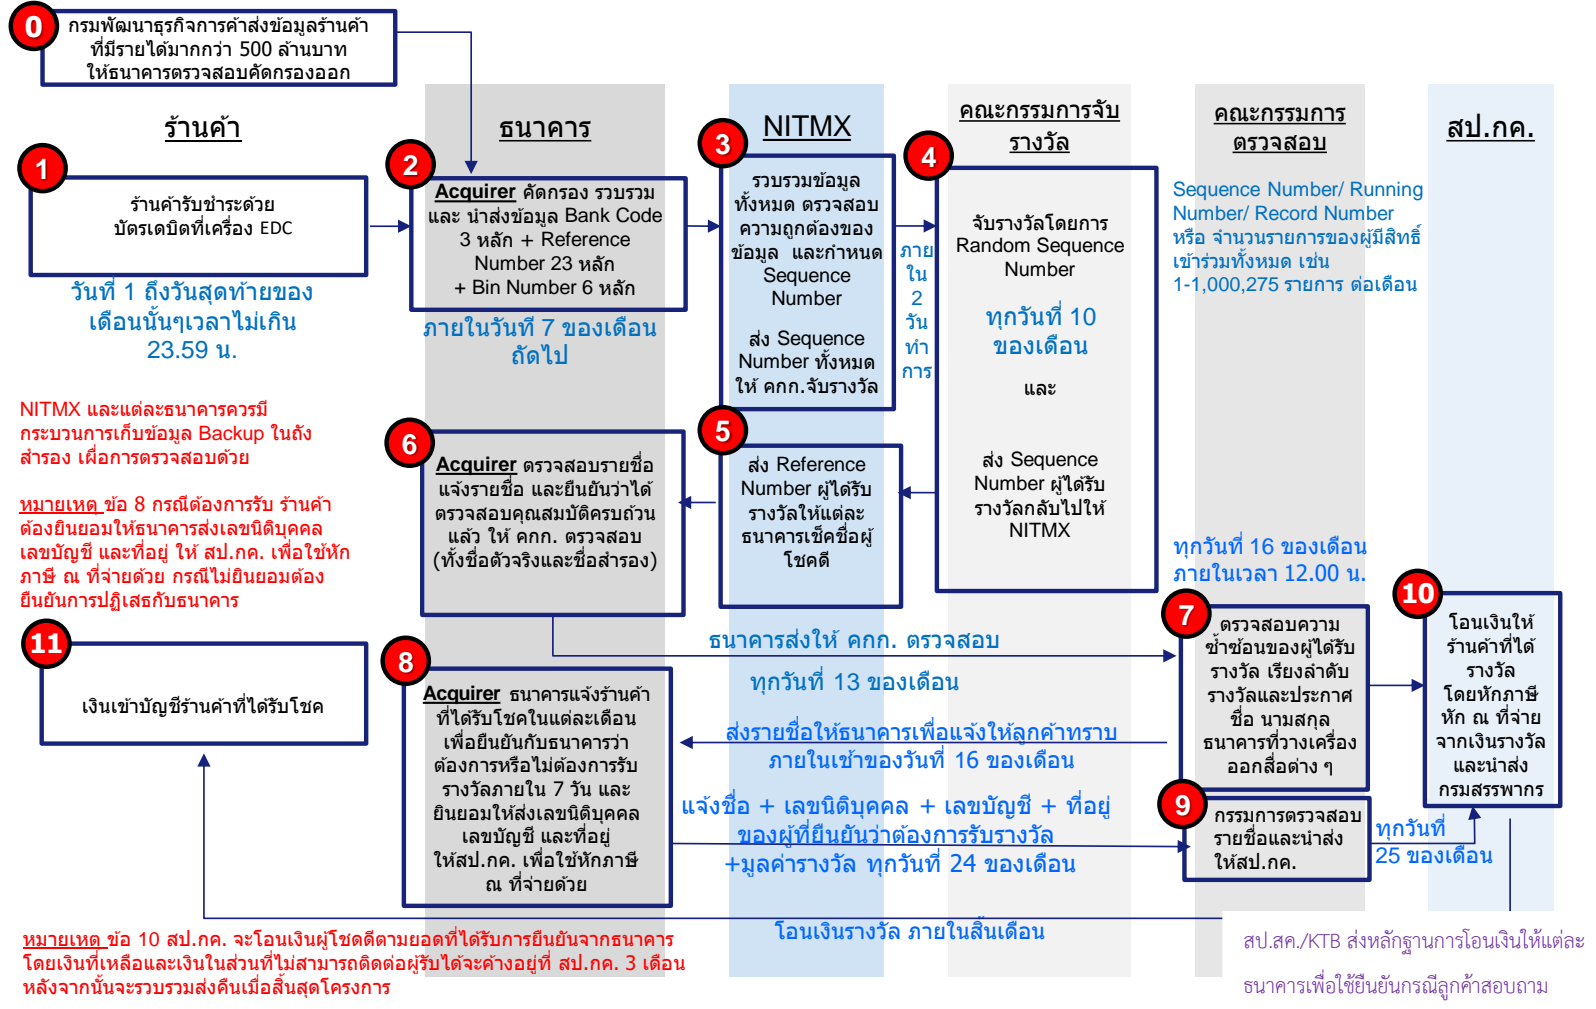 0
กรมพัฒนาธุรกิจการค้าส่งข้อมูลร้านค้า
ที่มีรายได้มากกว่า 500 ล้านบาท
ให้ธนาคารตรวจสอบคัดกรองออก
ร้านค้า
ธนาคาร
NITMX
คณะกรรมการจับ
รางวัล
คณะกรรมการ
ตรวจสอบ
สป.กค.
1
ร้านค้ารับชำระด้วย
บัตรเดบิตที่เครื่อง EDC
วันที่ 1 ถึงวันสุดท้ายของ
เดือนนั้นๆเวลาไม่เกิน
23.59 น.
2
Acquirer คัดกรอง รวบรวม
และ นำส่งข้อมูล Bank Code
3 หลัก + Reference
Number 23 หลัก
+ Bin Number 6 หลัก
ภายในวันที่ 7 ของเดือน
ถัดไป
3
รวบรวมข้อมูล
ทั้งหมด ตรวจสอบ
ความถูกต้องของ
ข้อมูล และกำหนด
Sequence
Number
ส่ง Sequence
Number ทั้งหมด
ให้ คกก.จับรางวัล
ภาย
ใน
2
วัน
ทำ
การ
4
จับรางวัลโดยการ
Random Sequence
Number
ทุกวันที่ 10
ของเดือน
และ
ส่ง Sequence
Number ผู้ได้รับ
รางวัลกลับไปให้
NITMX
Sequence Number/ Running
Number/ Record Number
หรือ จำนวนรายการของผู้มีสิทธิ์
เข้าร่วมทั้งหมด เช่น
1-1,000,275 รายการ ต่อเดือน
NITMX และแต่ละธนาคารควรมี
กระบวนการเก็บข้อมูล Backup ในถัง
สำรอง เผื่อการตรวจสอบด้วย
หมายเหตุ ข้อ 8 กรณีต้องการรับ ร้านค้า
ต้องยินยอมให้ธนาคารส่งเลขนิติบุคคล
เลขบัญชี และที่อยู่ ให้ สป.กค. เพื่อใช้หัก
ภาษี ณ ที่จ่ายด้วย กรณีไม่ยินยอมต้อง
ยืนยันการปฏิเสธกับธนาคาร
5
ส่ง Reference
Number ผู้ได้รับ
รางวัลให้แต่ละ
ธนาคารเช็คชื่อผู้
โชคดี
6
Acquirer ตรวจสอบรายชื่อ
แจ้งรายชื่อ และยืนยันว่าได้
ตรวจสอบคุณสมบัติครบถ้วน
แล้ว ให้ คกก. ตรวจสอบ
(ทั้งชื่อตัวจริงและชื่อสำรอง)
ธนาคารส่งให้ คกก. ตรวจสอบ
ทุกวันที่ 13 ของเดือน
ทุกวันที่ 16 ของเดือน
ภายในเวลา 12.00 น.
7
ตรวจสอบความ
ซ้ำซ้อนของผู้ได้รับ
รางวัล เรียงลำดับ
รางวัลและประกาศ
ชื่อ นามสกุล
ธนาคารที่วางเครื่อง
ออกสื่อต่าง ๆ
ส่งรายชื่อให้ธนาคารเพื่อแจ้งให้ลูกค้าทราบ
ภายในเช้าของวันที่ 16 ของเดือน
8
Acquirer ธนาคารแจ้งร้านค้า
ที่ได้รับโชคในแต่ละเดือน
เพื่อยืนยันกับธนาคารว่า
ต้องการหรือไม่ต้องการรับ
รางวัลภายใน 7 วัน และ
ยินยอมให้ส่งเลขนิติบุคคล
เลขบัญชี และที่อยู่
ให้สป.กค. เพื่อใช้หักภาษี
ณ ที่จ่ายด้วย
แจ้งชื่อ + เลขนิติบุคคล + เลขบัญชี + ที่อยู่
ของผู้ที่ยืนยันว่าต้องการรับรางวัล
+มูลค่ารางวัล ทุกวันที่ 24 ของเดือน
9
กรรมการตรวจสอบ
รายชื่อและนำส่ง
ให้สป.กค.
ทุกวันที่
25 ของเดือน
10
โอนเงินให้
ร้านค้าที่ได้
รางวัล
โดยหักภาษี
หัก ณ ที่จ่าย
จากเงินรางวัล
และนำส่ง
กรมสรรพากร
11
เงินเข้าบัญชีร้านค้าที่ได้รับโชค
โอนเงินรางวัล ภายในสิ้นเดือน
หมายเหตุ ข้อ 10 สป.กค. จะโอนเงินผู้โชดดีตามยอดที่ได้รับการยืนยันจากธนาคาร
โดยเงินที่เหลือและเงินในส่วนที่ไม่สามารถติดต่อผู้รับได้จะค้างอยู่ที่ สป.กค. 3 เดือน
หลังจากนั้นจะรวบรวมส่งคืนเมื่อสิ้นสุดโครงการ
สป.สค./KTB ส่งหลักฐานการโอนเงินให้แต่ละ
ธนาคารเพื่อใช้ยืนยันกรณีลูกค้าสอบถาม